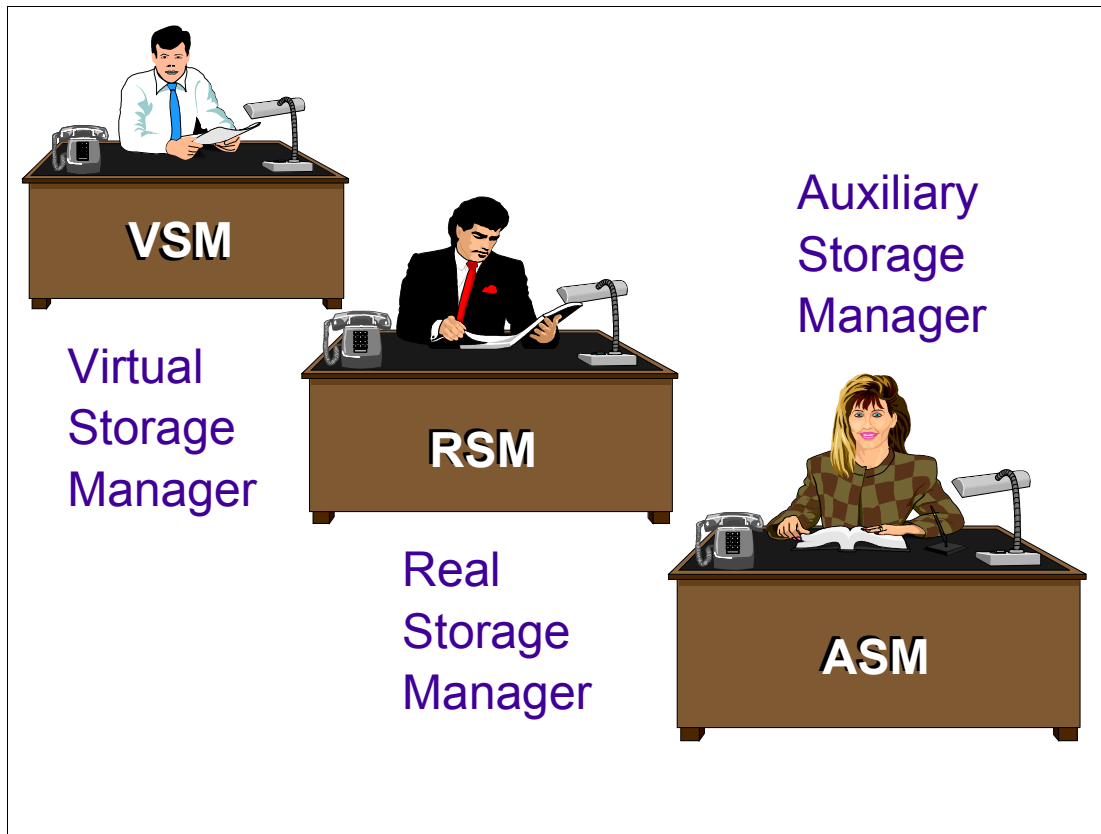 VSM
Virtual
Storage
Manager
RSM
Real
Storage
Manager
Auxiliary
Storage
Manager
ASM